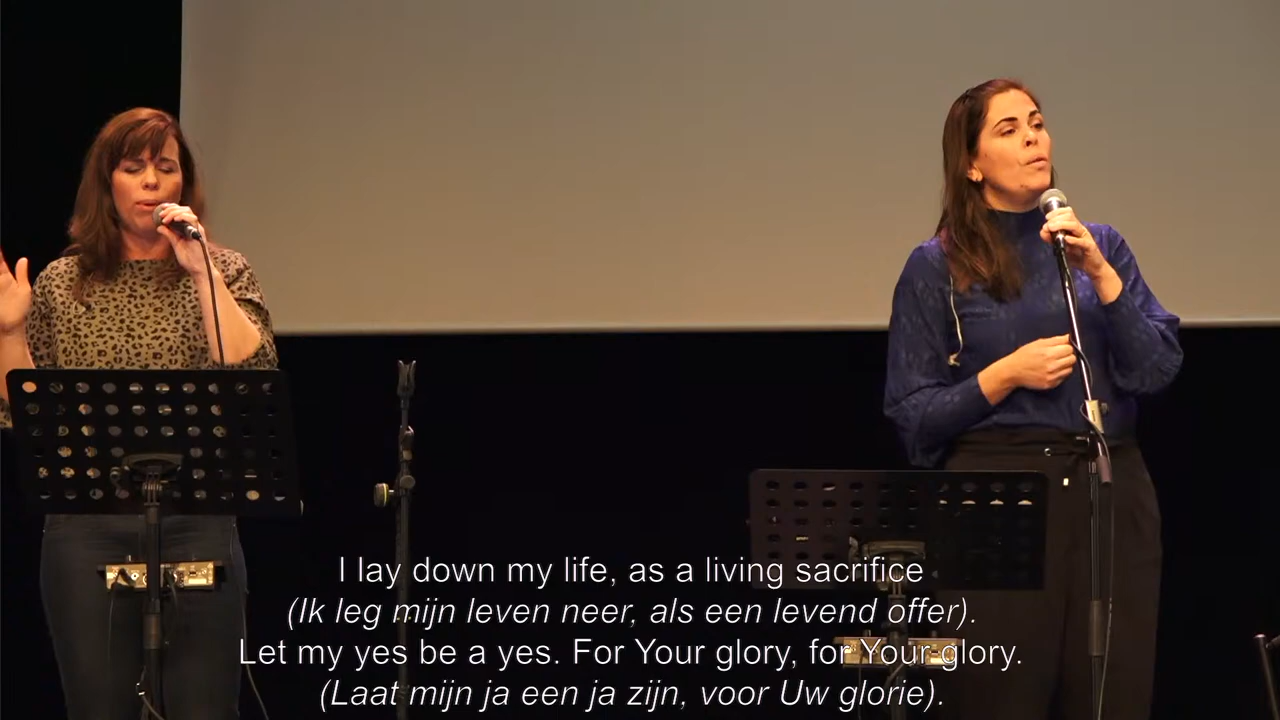 I lay down my life, as a living sacrifice
(Ik leg mijn leven neer, als een levend offer).
Let my yes be a yes. For Your glory, for Your glory.
(Laat mijn ja een ja zijn, voor Uw glorie).